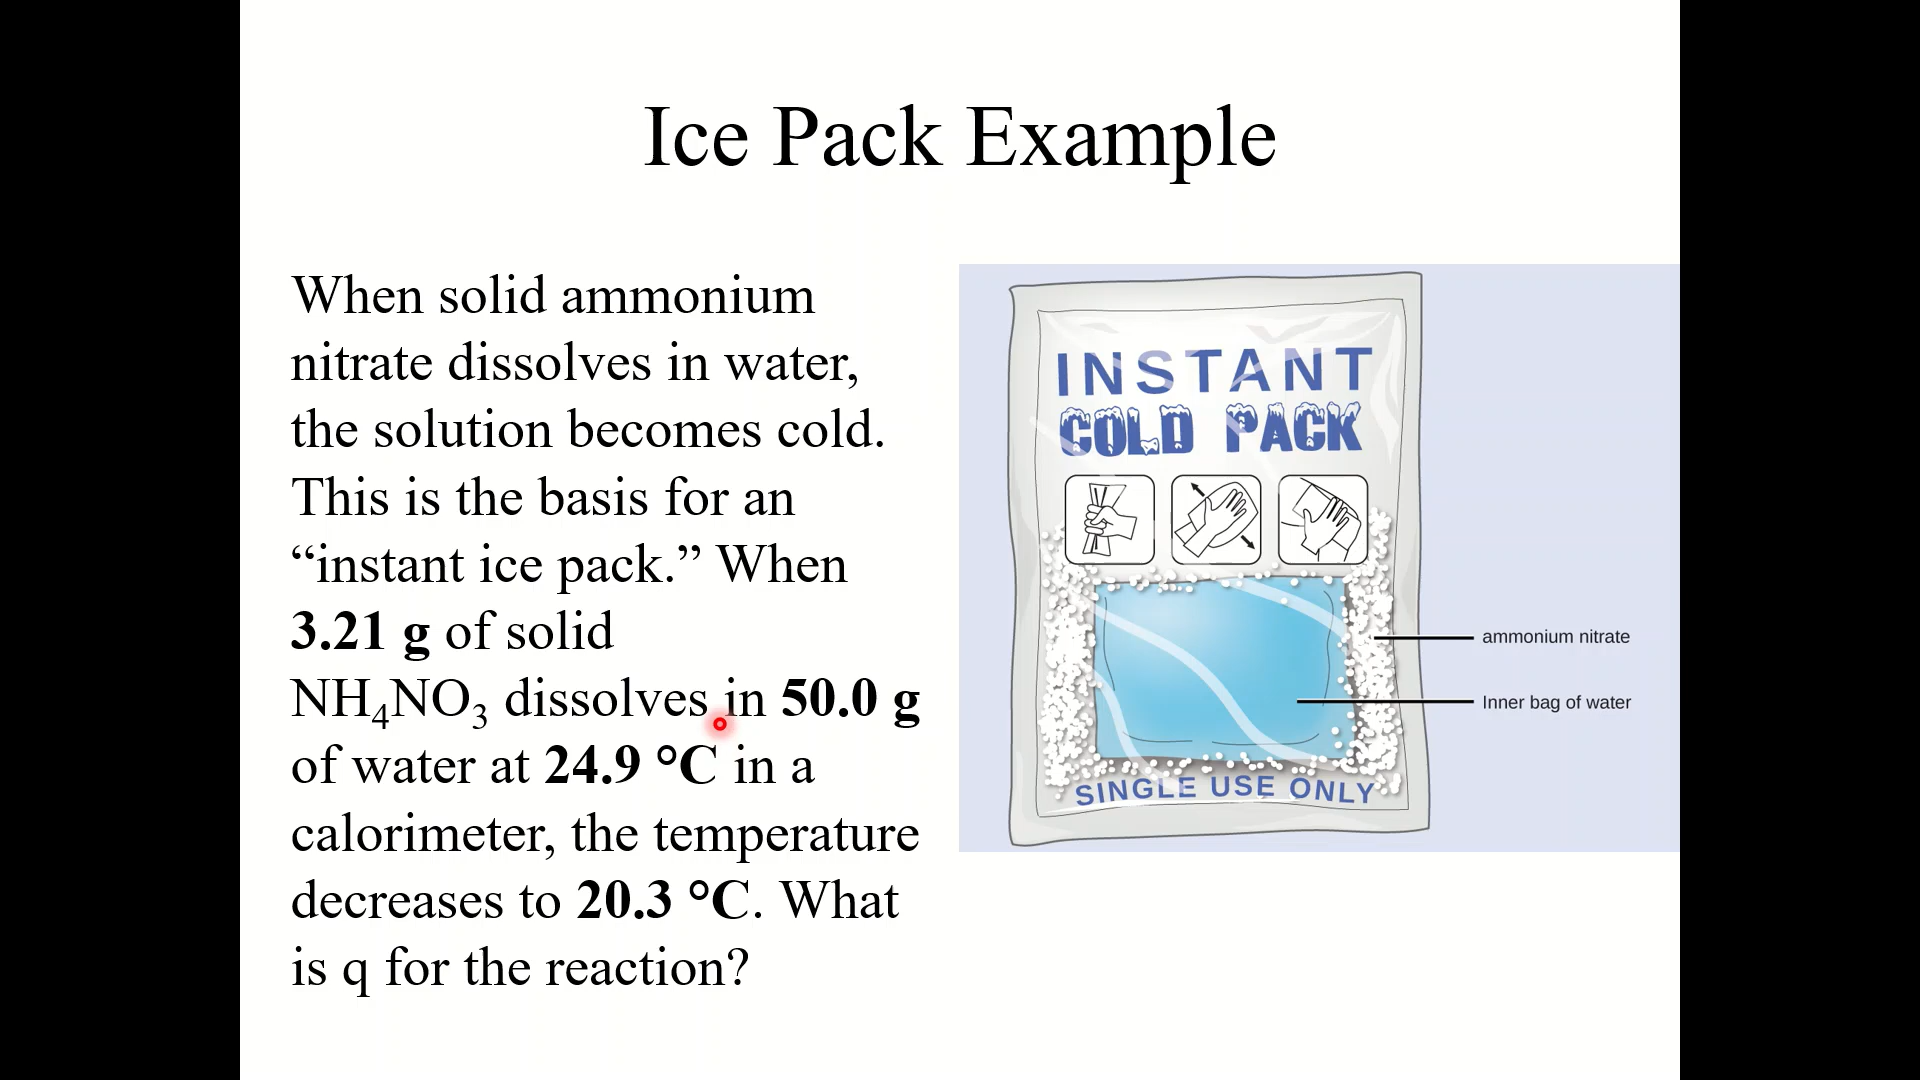 Ice Pack Example
When solid ammonium
nitrate dissolves in water,
the solution becomes cold.
This is the basis for an
“instant ice pack.” When
3.21 g of solid
NH₄NO₃ dissolves in 50.0 g
of water at 24.9 °C in a
calorimeter, the temperature
decreases to 20.3 °C. What
is q for the reaction?
INSTANT
COLD PACK
ammonium nitrate
Inner bag of water
SINGLE USE ONLY